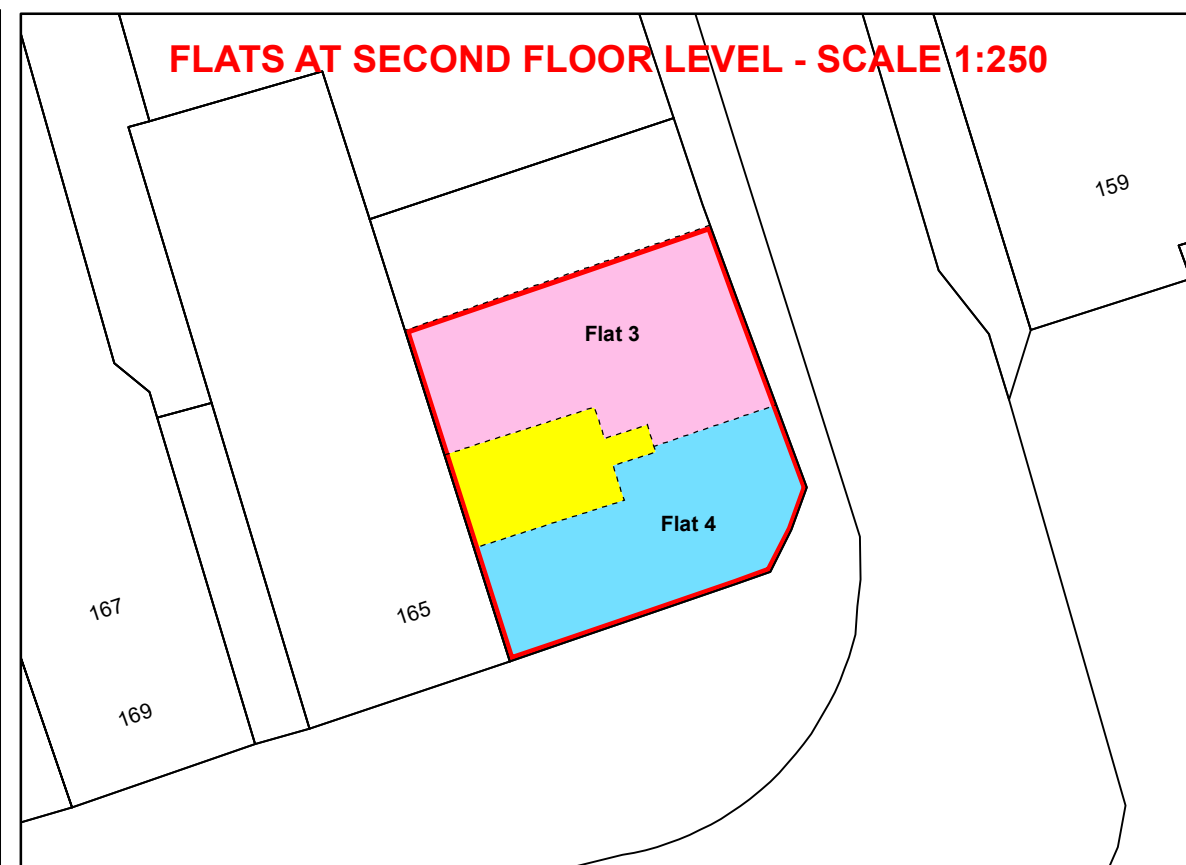 FLATS AT SECOND FLOOR LEVEL - SCALE 1:250
159
Flat 3
Flat 4
167
165
169